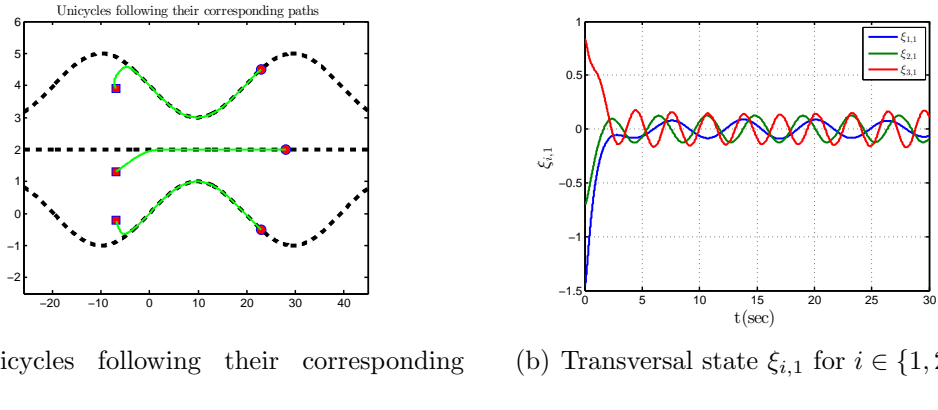 Unicycles following their corresponding paths
6
5
4
3
2
1
0
−1
−2
−20 −10 0 10 20 30 40
1
0.5
0
−0.5
−1
−1.5
ξi,1
ξ1,1
ξ2,1
ξ3,1
0 5 10 15 20 25 30
t(sec)
icycles following their corresponding
(b) Transversal state ξi,1 for i ∈ {1, 2